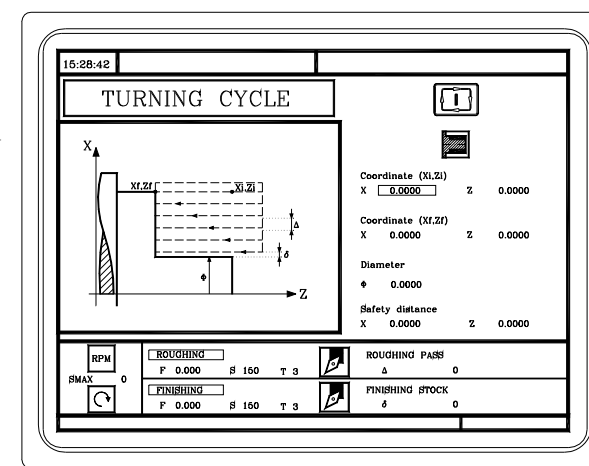 15:28:42
TURNING CYCLE
X
Xf,Zf
Xi,Zi
Δ
δ
Φ
Z
Coordinate (Xi,Zi)
X 0.0000 Z 0.0000
Coordinate (Xf,Zf)
X 0.0000 Z 0.0000
Diameter
Φ 0.0000
Safety distance
X 0.0000 Z 0.0000
RPM
SMAX 0
ROUGHING
F 0.000 S 150 T 3
ROUGHING PASS
Δ 0
FINISHING
F 0.000 S 150 T 3
FINISHING STOCK
δ 0